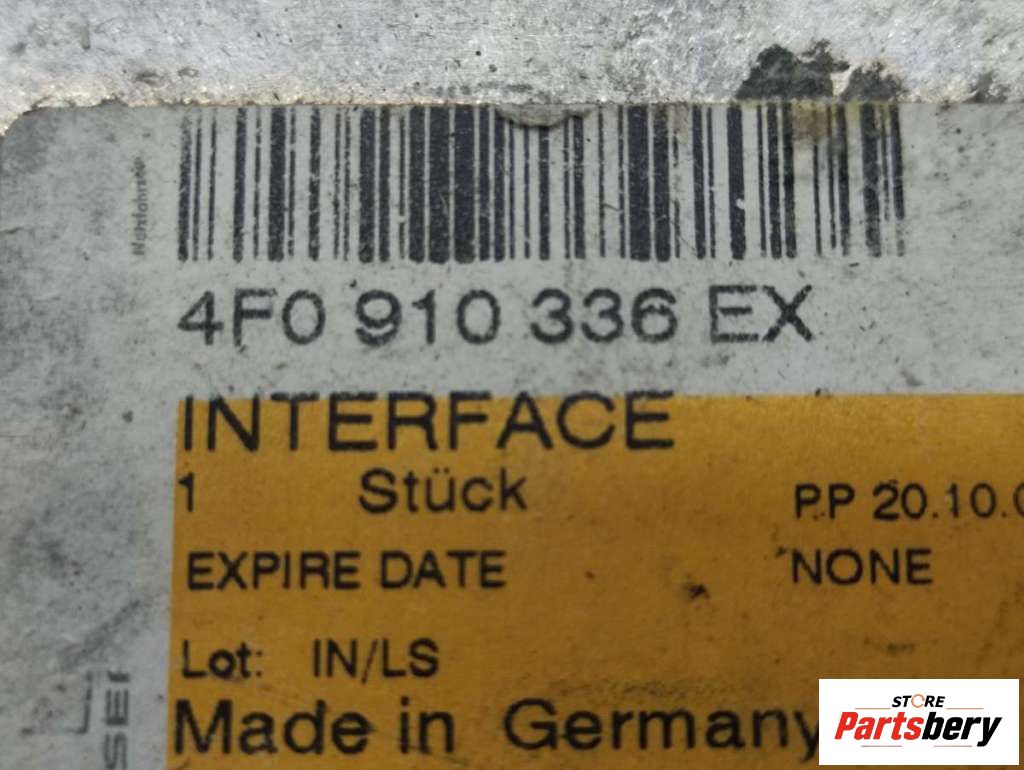 4F0 910 336 EX
INTERFACE
1 Stück P.P 20.10.0
EXPIRE DATE NONE
Lot: IN/LS
Made in Germany
STORE
Partsbery